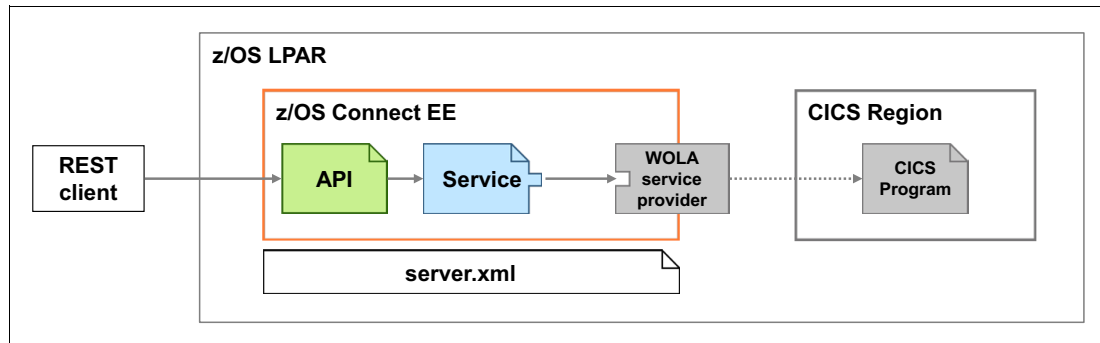 z/OS LPAR
z/OS Connect EE
CICS Region
REST
client
API
Service
WOLA
service
provider
CICS
Program
server.xml